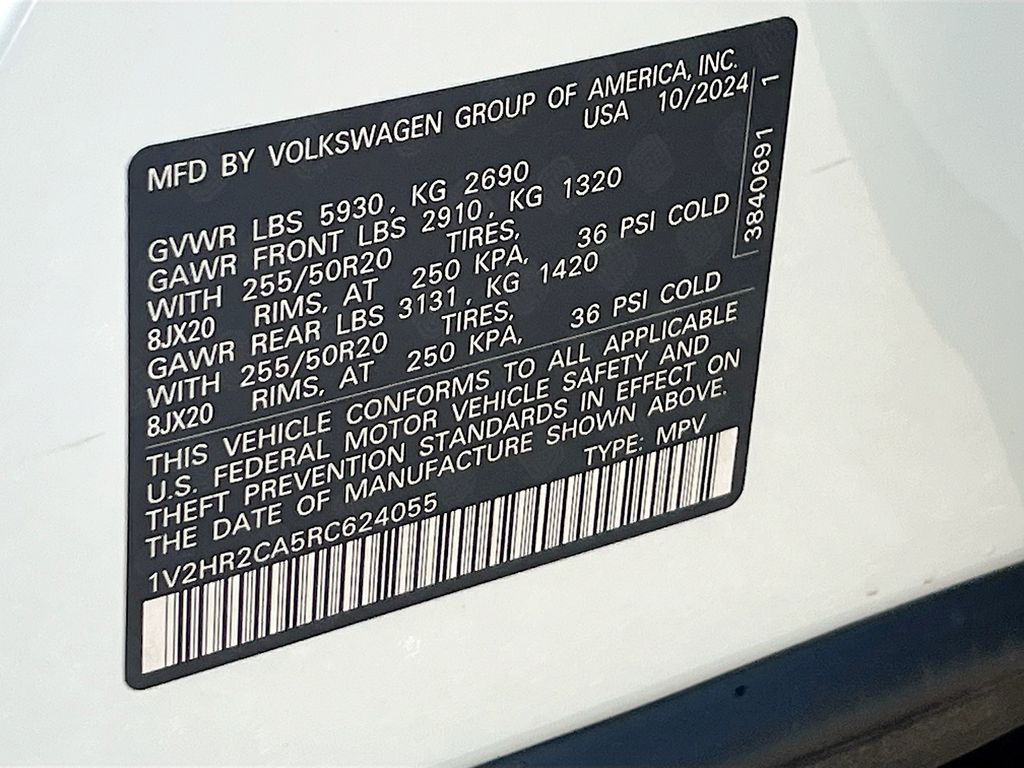 MFD BY VOLKSWAGEN GROUP OF AMERICA, INC.
USA 10/2024
GVWR LBS 5930, KG 2690
GAWR FRONT LBS 2910, KG 1320
WITH 255/50R20 TIRES,
8JX20 RIMS, AT 250 KPA, 36 PSI COLD
GAWR REAR LBS 3131, KG 1420
WITH 255/50R20 TIRES,
8JX20 RIMS, AT 250 KPA, 36 PSI COLD
THIS VEHICLE CONFORMS TO ALL APPLICABLE
U.S. FEDERAL MOTOR VEHICLE SAFETY AND
THEFT PREVENTION STANDARDS IN EFFECT ON
THE DATE OF MANUFACTURE SHOWN ABOVE.
TYPE: MPV
1V2HR2CA5RC624055
3840691 1